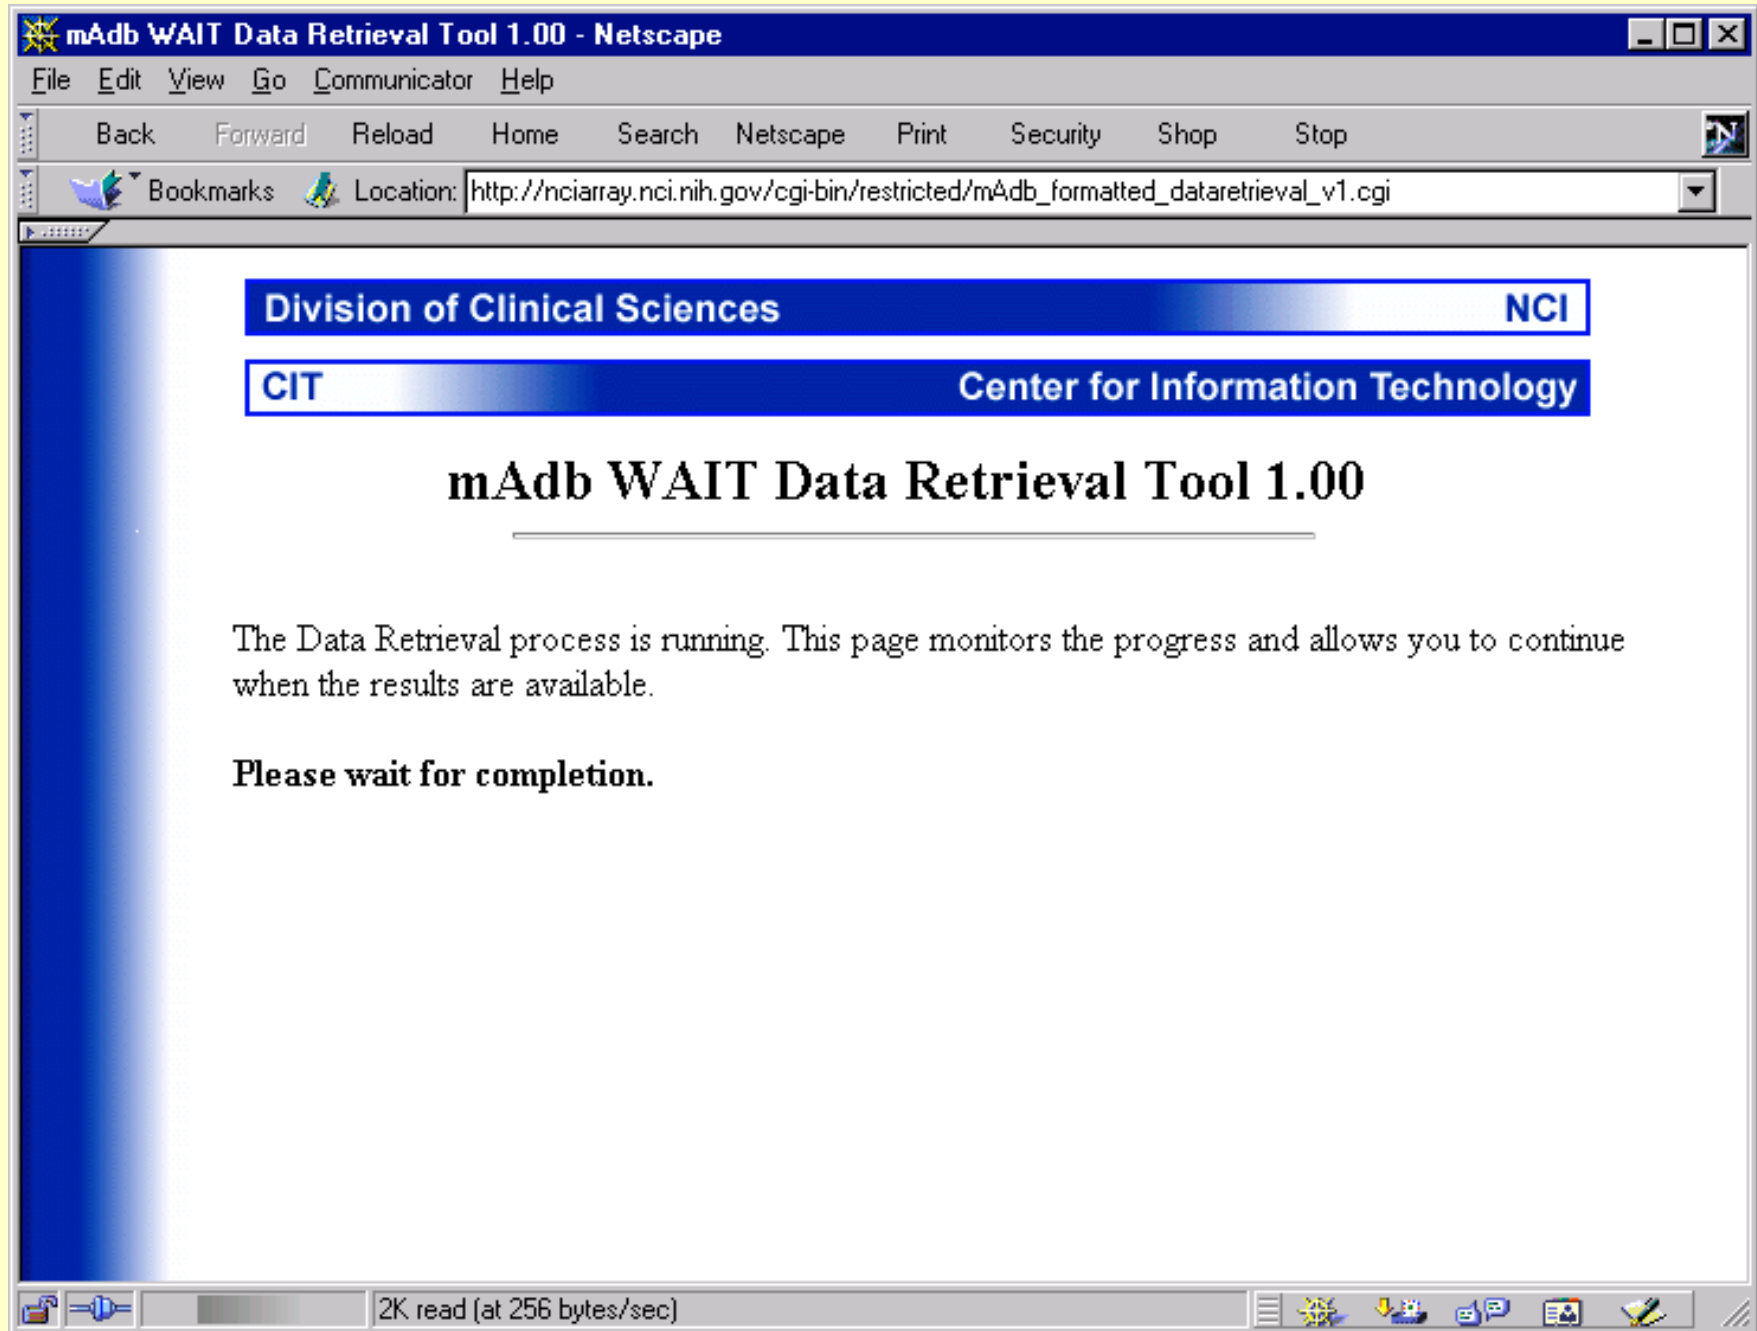 mAdb WAIT Data Retrieval Tool 1.00 - Netscape
File Edit View Go Communicator Help
Back Forward Reload Home Search Netscape Print Security Shop Stop
N
Bookmarks Location: http://nciarray.nci.nih.gov/cgi-bin/restricted/mAdb_formatted_dataretrieval_v1.cgi
Division of Clinical Sciences NCI
CIT Center for Information Technology
mAdb WAIT Data Retrieval Tool 1.00
The Data Retrieval process is running. This page monitors the progress and allows you to continue
when the results are available.
Please wait for completion.
2K read (at 256 bytes/sec)